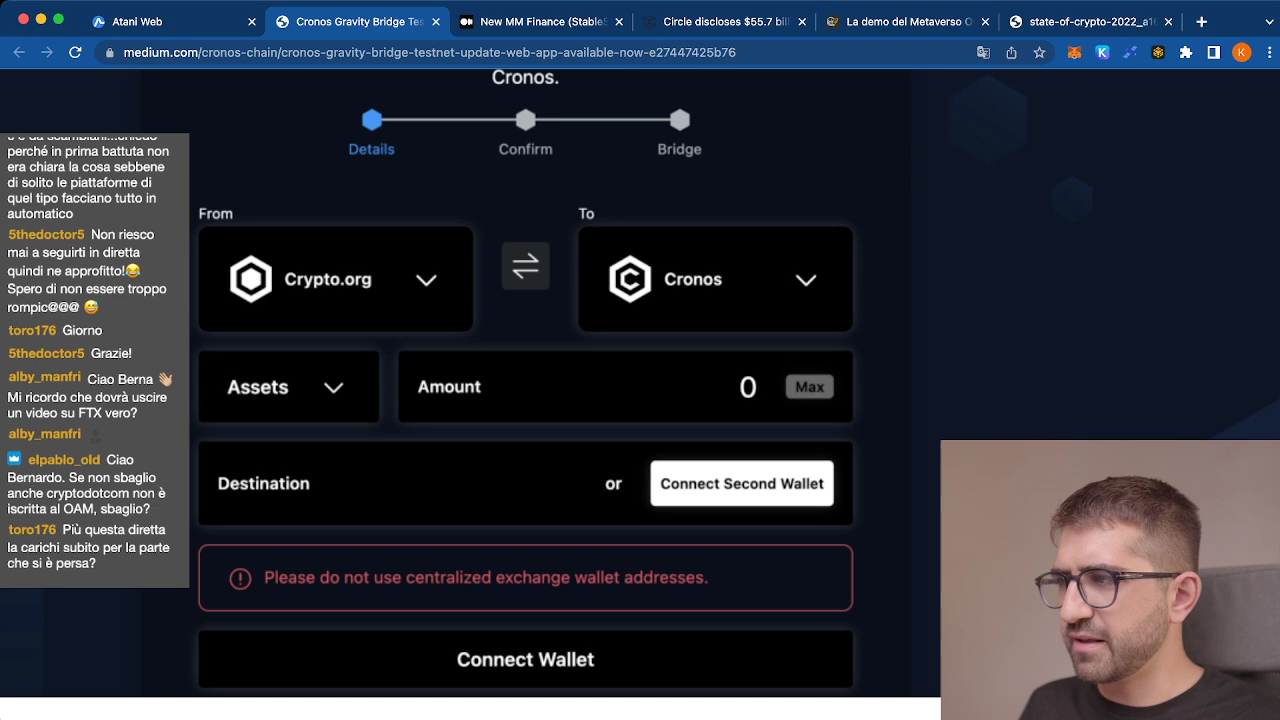 Atani Web
Cronos Gravity Bridge Tes
New MM Finance (StableS
Circle discloses $55.7 bill
La demo del Metaverso O
state-of-crypto-2022_a16
medium.com/cronos-chain/cronos-gravity-bridge-testnet-update-web-app-available-now-e27447425b76
K
K
Cronos.
Details
Confirm
Bridge
perché in prima battuta non
era chiara la cosa sebbene
di solito le piattaforme di
quel tipo facciano tutto in
automatico
5thedoctor5 Non riesco
mai a seguirti in diretta
quindi ne approfitto!😂
Spero di non essere troppo
rompic@@@ 😅
toro176 Giorno
5thedoctor5 Grazie!
alby_manfri Ciao Berna 👋🏼
Mi ricordo che dovrà uscire
un video su FTX vero?
alby_manfri
elpablo_old Ciao
Bernardo. Se non sbaglio
anche cryptodotcom non è
iscritta al OAM, sbaglio?
toro176 Più questa diretta
la carichi subito per la parte
che si è persa?
From
To
Crypto.org
Cronos
Assets
Amount
0
Max
Destination
or
Connect Second Wallet
Please do not use centralized exchange wallet addresses.
Connect Wallet